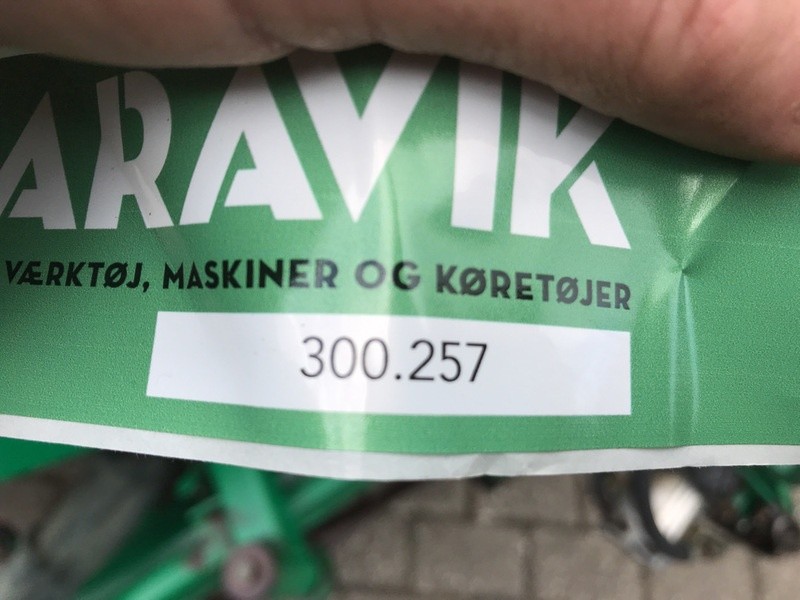 ARAVIK
VÆRKTØJ, MASKINER OG KØRETØJER
300.257